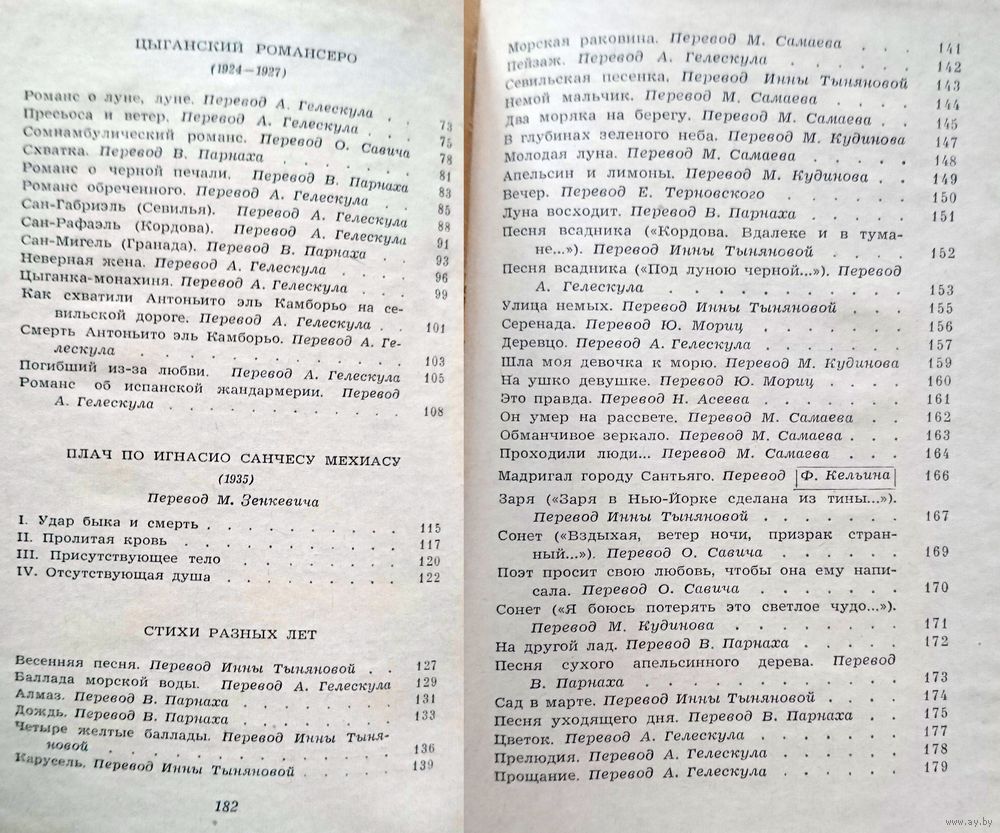 ЦЫГАНСКИЙ РОМАНСЕРО
(1924—1927)
Романс о луне, луне. Перевод А. Гелескула . . 73
Пресьоса и ветер. Перевод А. Гелескула . . . 75
Сомнамбулический романс. Перевод О. Савича 78
Схватка. Перевод В. Парнаха . . . . . . 81
Романс о черной печали. Перевод В. Парнаха 83
Романс обреченного. Перевод А. Гелескула . . 85
Сан-Габриэль (Севилья). Перевод А. Гелескула 88
Сан-Рафаэль (Кордова). Перевод А. Гелескула 91
Сан-Мигель (Гранада). Перевод В. Парнаха . . 93
Неверная жена. Перевод А. Гелескула . . . . 96
Цыганка-монахиня. Перевод А. Гелескула . . . 99
Как схватили Антоньито эль Камборьо на се-
вильской дороге. Перевод А. Гелескула . . 101
Смерть Антоньито эль Камборьо. Перевод А. Ге-
лескула . . . . . . . . . . . 103
Погибший из-за любви. Перевод А. Гелескула 105
Романс об испанской жандармерии. Перевод
А. Гелескула . . . . . . . . . . 108
ПЛАЧ ПО ИГНАСИО САНЧЕСУ МЕХИАСУ
(1935)
Перевод М. Зенкевича
I. Удар быка и смерть . . . . . . . . 115
II. Пролитая кровь . . . . . . . . . 117
III. Присутствующее тело . . . . . . . 120
IV. Отсутствующая душа . . . . . . . 122
СТИХИ РАЗНЫХ ЛЕТ
Весенняя песня. Перевод Инны Тыняновой . . 127
Баллада морской воды. Перевод А. Гелескула 129
Алмаз. Перевод В. Парнаха . . . . . . . 131
Дождь. Перевод В. Парнаха . . . . . . . 133
Четыре желтые баллады. Перевод Инны Тыня-
новой . . . . . . . . . . . . 136
Карусель. Перевод Инны Тыняновой . . . . 139
182
Морская раковина. Перевод М. Самаева . . . 141
Пейзаж. Перевод А. Гелескула . . . . . . 142
Севильская песенка. Перевод Инны Тыняновой 143
Немой мальчик. Перевод М. Самаева . . . . 144
Два моряка на берегу. Перевод М. Самаева . . 145
В глубинах зеленого неба. Перевод М. Кудинова 147
Молодая луна. Перевод М. Самаева . . . . . 148
Апельсин и лимоны. Перевод М. Кудинова . . 149
Вечер. Перевод Е. Терновского . . . . . . 150
Луна восходит. Перевод В. Парнаха . . . . . 151
Песня всадника («Кордова. Вдалеке и в тума-
не...»). Перевод Инны Тыняновой . . . . 152
Песня всадника («Под луною черной...»). Перевод
А. Гелескула . . . . . . . . . . 153
Улица немых. Перевод Инны Тыняновой . . . 155
Серенада. Перевод Ю. Мориц . . . . . . . 156
Деревцо. Перевод А. Гелескула . . . . . . 157
Шла моя девочка к морю. Перевод М. Кудинова 159
На ушко девушке. Перевод Ю. Мориц . . . . 160
Это правда. Перевод Н. Асеева . . . . . . 161
Он умер на рассвете. Перевод М. Самаева . . 162
Обманчивое зеркало. Перевод М. Самаева . . . 163
Проходили люди... Перевод М. Самаева . . . 164
Мадригал городу Сантьяго. Перевод Ф. Кельина 166
Заря («Заря в Нью-Йорке сделана из тины...»).
Перевод Инны Тыняновой . . . . . . . 167
Сонет («Вздыхая, ветер ночи, призрак стран-
ный...»). Перевод О. Савича . . . . . . 169
Поэт просит свою любовь, чтобы она ему напи-
сала. Перевод О. Савича . . . . . . . 170
Сонет («Я боюсь потерять это светлое чудо...»).
Перевод М. Кудинова . . . . . . . . 171
На другой лад. Перевод В. Парнаха . . . . . 172
Песня сухого апельсинного дерева. Перевод
В. Парнаха . . . . . . . . . . . 173
Сад в марте. Перевод Инны Тыняновой . . . . 174
Песня уходящего дня. Перевод В. Парнаха . . 175
Цветок. Перевод А. Гелескула . . . . . . 177
Прелюдия. Перевод А. Гелескула . . . . . 178
Прощание. Перевод А. Гелескула . . . . . . 179
www.ay.by